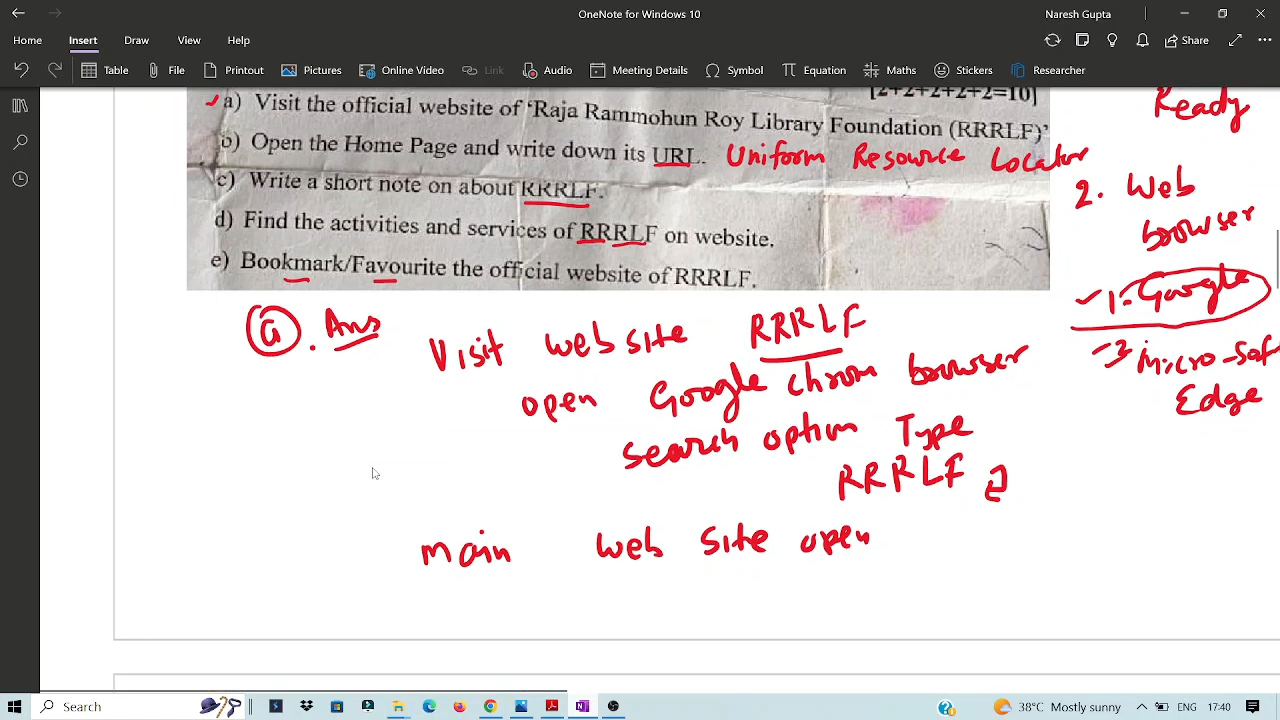 OneNote for Windows 10
Naresh Gupta
Home Insert Draw View Help
Share
Table File Printout Pictures Online Video Link Audio Meeting Details Symbol Equation Maths Stickers Researcher
[2+2+2+2+2=10]
a) Visit the official website of 'Raja Rammohun Roy Library Foundation (RRRLF)'
b) Open the Home Page and write down its URL. Uniform Resource Locator
c) Write a short note on about RRRLF.
d) Find the activities and services of RRRLF on website.
e) Bookmark/Favourite the official website of RRRLF.
Ready
2. Web
browser
1. Google
Micro-Sof
Edge
a. Ans Visit website RRRLF
open Google chrom browser
search option Type
RRRLF
main web site open
Search
38°C Mostly sunny
ENG
17:40